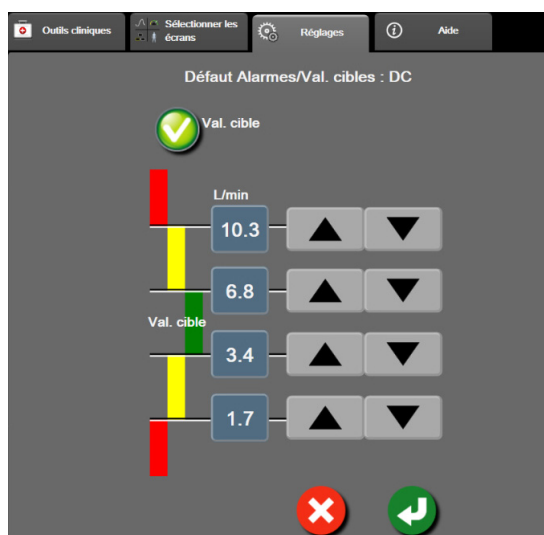 Outils cliniques
Sélectionner les
écrans
Réglages
Aide
Défaut Alarmes/Val. cibles : DC
Val. cible
L/min
10.3
6.8
Val. cible
3.4
1.7